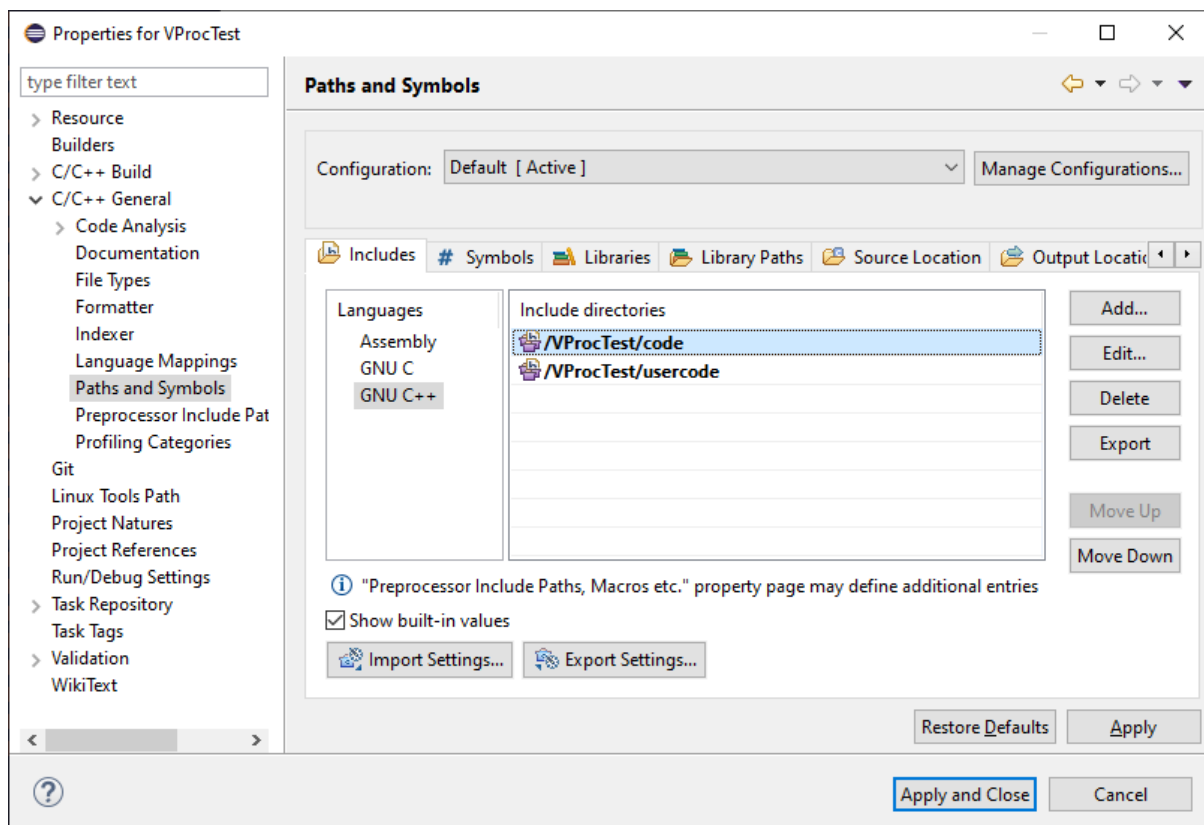 Properties for VProcTest
type filter text
Resource
Builders
C/C++ Build
C/C++ General
Code Analysis
Documentation
File Types
Formatter
Indexer
Language Mappings
Paths and Symbols
Preprocessor Include Pat
Profiling Categories
Git
Linux Tools Path
Project Natures
Project References
Run/Debug Settings
Task Repository
Task Tags
Validation
WikiText
Paths and Symbols
Configuration: Default [ Active ] Manage Configurations...
Includes # Symbols Libraries Library Paths Source Location Output Locatic
Languages
Assembly
GNU C
GNU C++
Include directories
/VProcTest/code
/VProcTest/usercode
Add...
Edit...
Delete
Export
Move Up
Move Down
"Preprocessor Include Paths, Macros etc." property page may define additional entries
Show built-in values
Import Settings... Export Settings...
Restore Defaults Apply
? Apply and Close Cancel